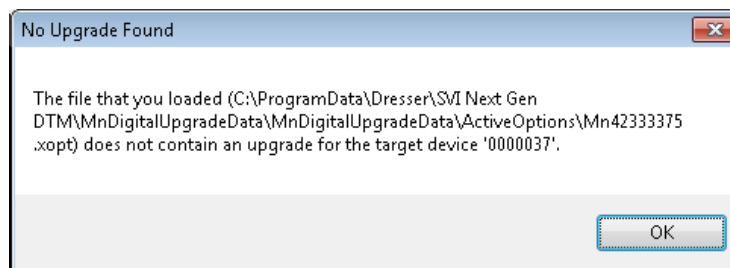 No Upgrade Found
The file that you loaded (C:\ProgramData\Dresser\SVI Next Gen
DTM\MnDigitalUpgradeData\MnDigitalUpgradeData\ActiveOptions\Mn42333375
.xopt) does not contain an upgrade for the target device '0000037'.
OK